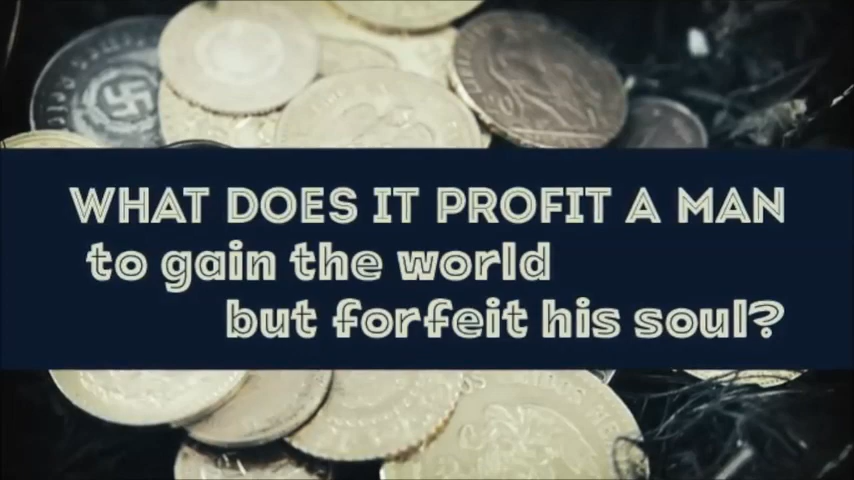 WHAT DOES IT PROFIT A MAN
to gain the world
but forfeit his soul?